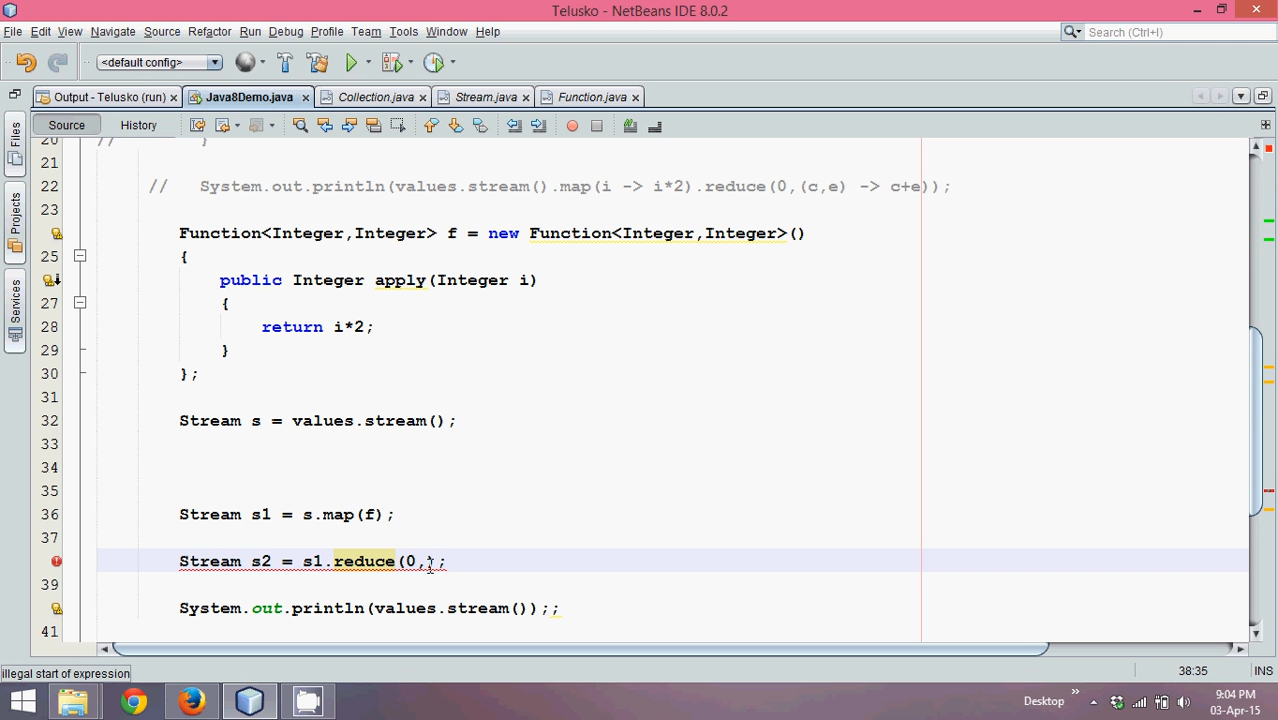 Telusko - NetBeans IDE 8.0.2
File Edit View Navigate Source Refactor Run Debug Profile Team Tools Window Help
Search (Ctrl+I)
<default config>
Output - Telusko (run) Java8Demo.java Collection.java Stream.java Function.java
Source History
Files
Projects
Services
20 // }
21
22 // System.out.println(values.stream().map(i -> i*2).reduce(0,(c,e) -> c+e));
23
Function<Integer,Integer> f = new Function<Integer,Integer>()
25 {
public Integer apply(Integer i)
27 {
28 return i*2;
29 }
30 };
31
32 Stream s = values.stream();
33
34
35
36 Stream s1 = s.map(f);
37
Stream s2 = s1.reduce(0,);
39
System.out.println(values.stream());;
41
illegal start of expression
38:35 INS
Desktop
9:04 PM
03-Apr-15